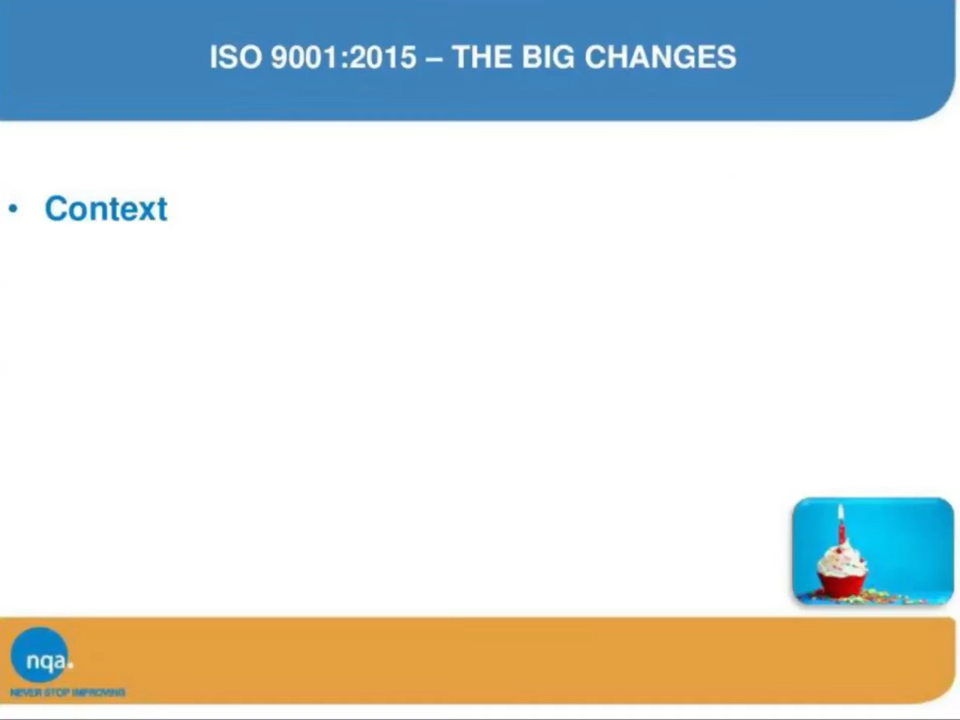 ISO 9001:2015 – THE BIG CHANGES
• Context
nqa.
NEVER STOP IMPROVING